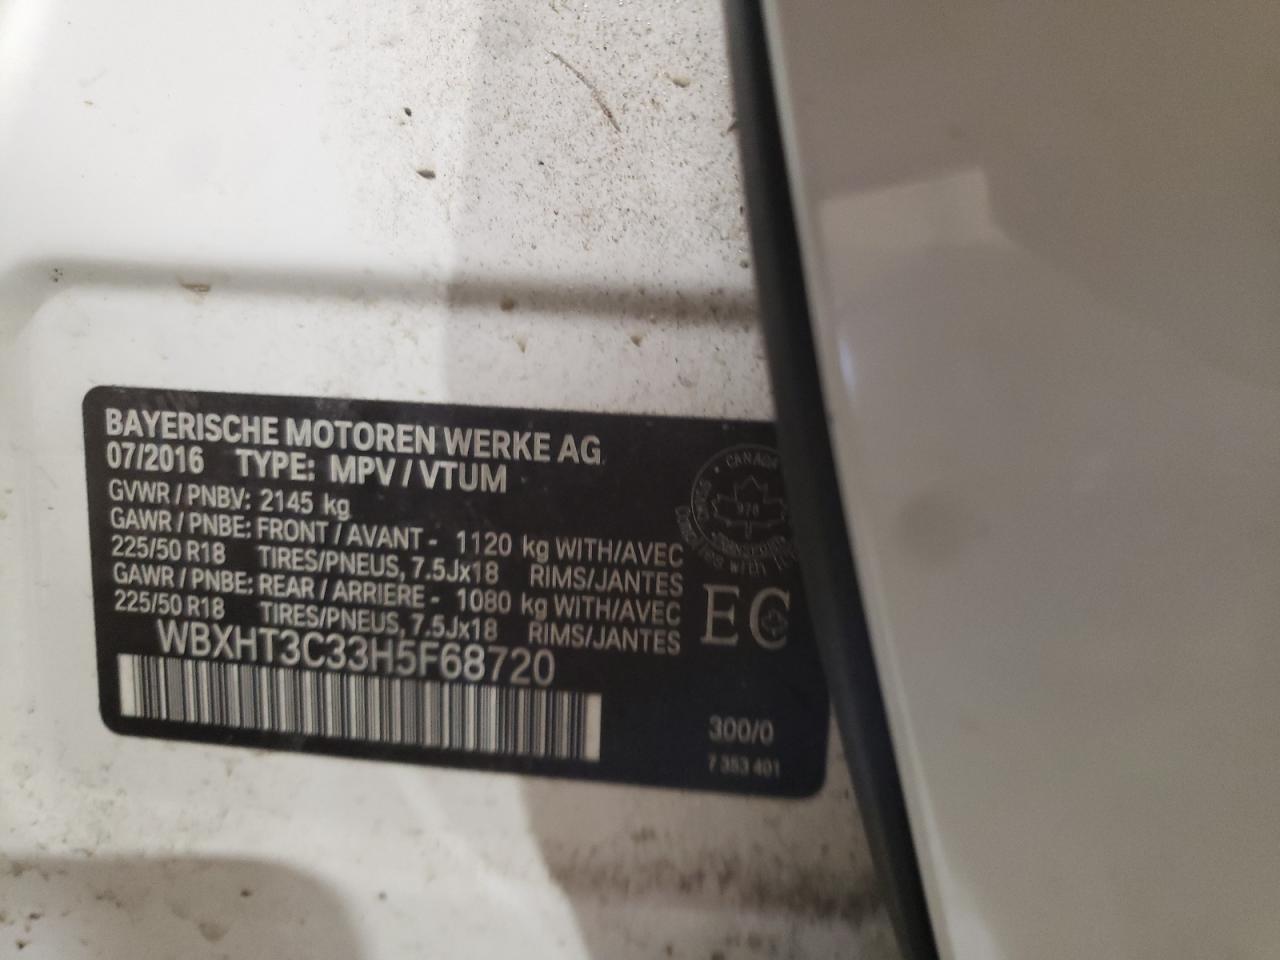 BAYERISCHE MOTOREN WERKE AG
07/2016 TYPE: MPV / VTUM
GVWR / PNBV: 2145 kg
GAWR / PNBE: FRONT / AVANT - 1120 kg WITH/AVEC
225/50 R18 TIRES/PNEUS, 7.5Jx18 RIMS/JANTES
GAWR / PNBE: REAR / ARRIERE - 1080 kg WITH/AVEC
225/50 R18 TIRES/PNEUS, 7.5Jx18 RIMS/JANTES
WBXHT3C33H5F68720
CANADA
978
EC
300/0
7 353 401